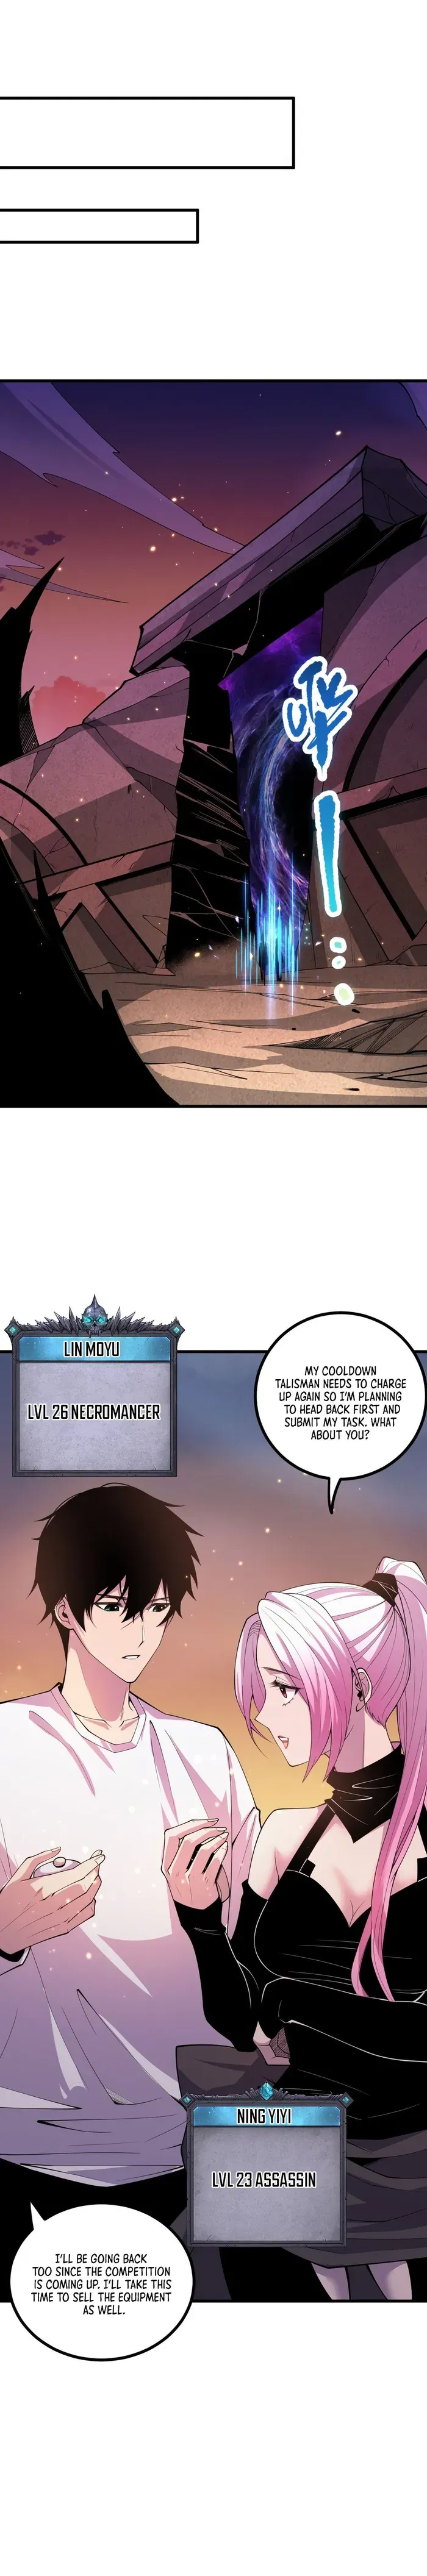 LIN MOYU
LVL 26 NECROMANCER
MY COOLDOWN
TALISMAN NEEDS TO CHARGE
UP AGAIN SO I'M PLANNING
TO HEAD BACK FIRST AND
SUBMIT MY TASK. WHAT
ABOUT YOU?
NING YIYI
LVL 23 ASSASSIN
I'LL BE GOING BACK
TOO SINCE THE COMPETITION
IS COMING UP. I'LL TAKE THIS
TIME TO SELL THE EQUIPMENT
AS WELL.